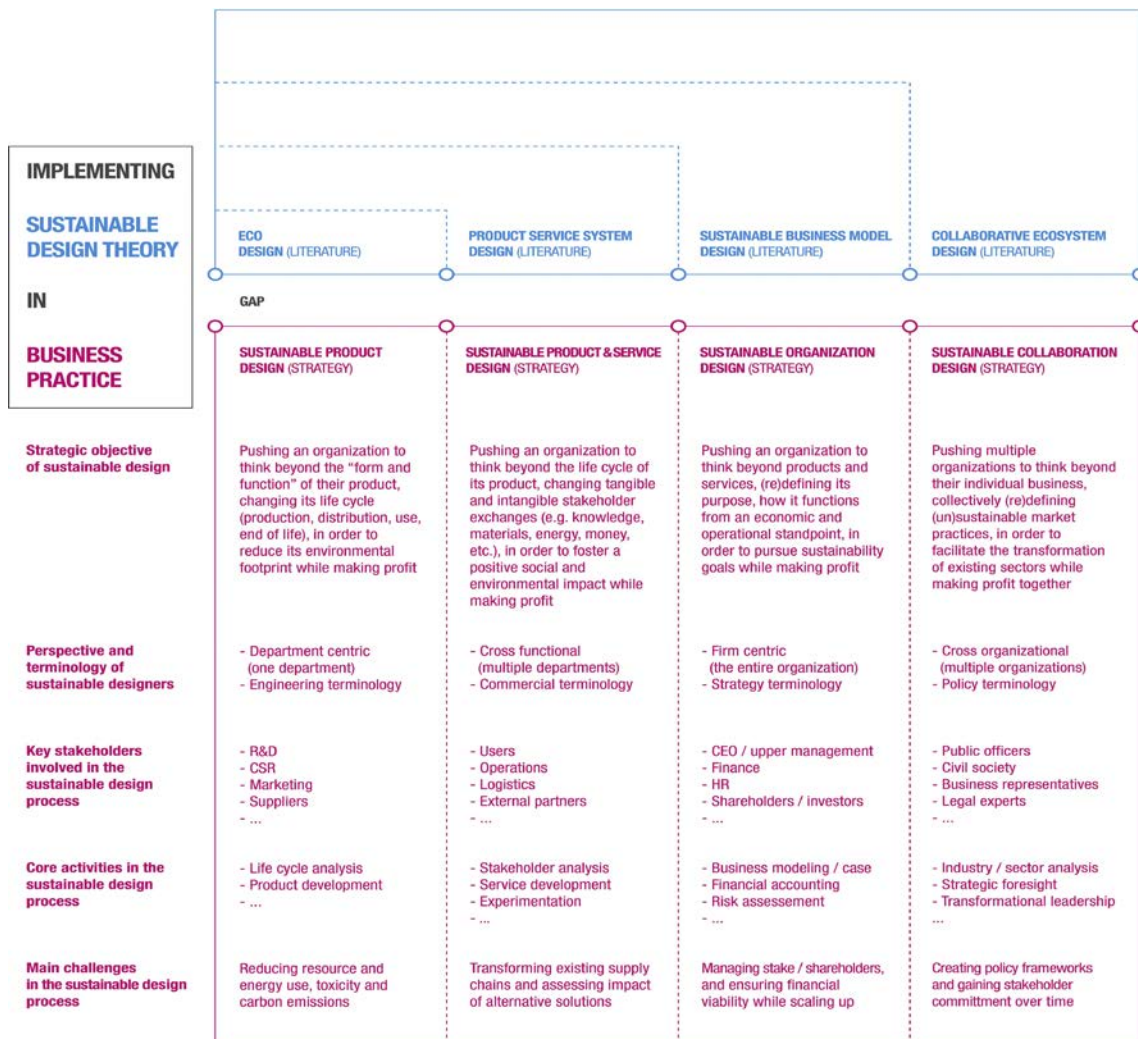 IMPLEMENTING
SUSTAINABLE
DESIGN THEORY
IN
BUSINESS
PRACTICE
ECO
DESIGN (LITERATURE)
PRODUCT SERVICE SYSTEM
DESIGN (LITERATURE)
SUSTAINABLE BUSINESS MODEL
DESIGN (LITERATURE)
COLLABORATIVE ECOSYSTEM
DESIGN (LITERATURE)
GAP
SUSTAINABLE PRODUCT
DESIGN (STRATEGY)
SUSTAINABLE PRODUCT & SERVICE
DESIGN (STRATEGY)
SUSTAINABLE ORGANIZATION
DESIGN (STRATEGY)
SUSTAINABLE COLLABORATION
DESIGN (STRATEGY)
Strategic objective
of sustainable design
Pushing an organization to
think beyond the “form and
function” of their product,
changing its life cycle
(production, distribution, use,
end of life), in order to
reduce its environmental
footprint while making profit
Pushing an organization to
think beyond the life cycle of
its product, changing tangible
and intangible stakeholder
exchanges (e.g. knowledge,
materials, energy, money,
etc.), in order to foster a
positive social and
environmental impact while
making profit
Pushing an organization to
think beyond products and
services, (re)defining its
purpose, how it functions
from an economic and
operational standpoint, in
order to pursue sustainability
goals while making profit
Pushing multiple
organizations to think beyond
their individual business,
collectively (re)defining
(un)sustainable market
practices, in order to
facilitate the transformation
of existing sectors while
making profit together
Perspective and
terminology of
sustainable designers
- Department centric
(one department)
- Engineering terminology
- Cross functional
(multiple departments)
- Commercial terminology
- Firm centric
(the entire organization)
- Strategy terminology
- Cross organizational
(multiple organizations)
- Policy terminology
Key stakeholders
involved in the
sustainable design
process
- R&D
- CSR
- Marketing
- Suppliers
- ...
- Users
- Operations
- Logistics
- External partners
- ...
- CEO / upper management
- Finance
- HR
- Shareholders / investors
- ...
- Public officers
- Civil society
- Business representatives
- Legal experts
- ...
Core activities in the
sustainable design
process
- Life cycle analysis
- Product development
- ...
- Stakeholder analysis
- Service development
- Experimentation
- ...
- Business modeling / case
- Financial accounting
- Risk assessement
- ...
- Industry / sector analysis
- Strategic foresight
- Transformational leadership
...
Main challenges
in the sustainable design
process
Reducing resource and
energy use, toxicity and
carbon emissions
Transforming existing supply
chains and assessing impact
of alternative solutions
Managing stake / shareholders,
and ensuring financial
viability while scaling up
Creating policy frameworks
and gaining stakeholder
committment over time